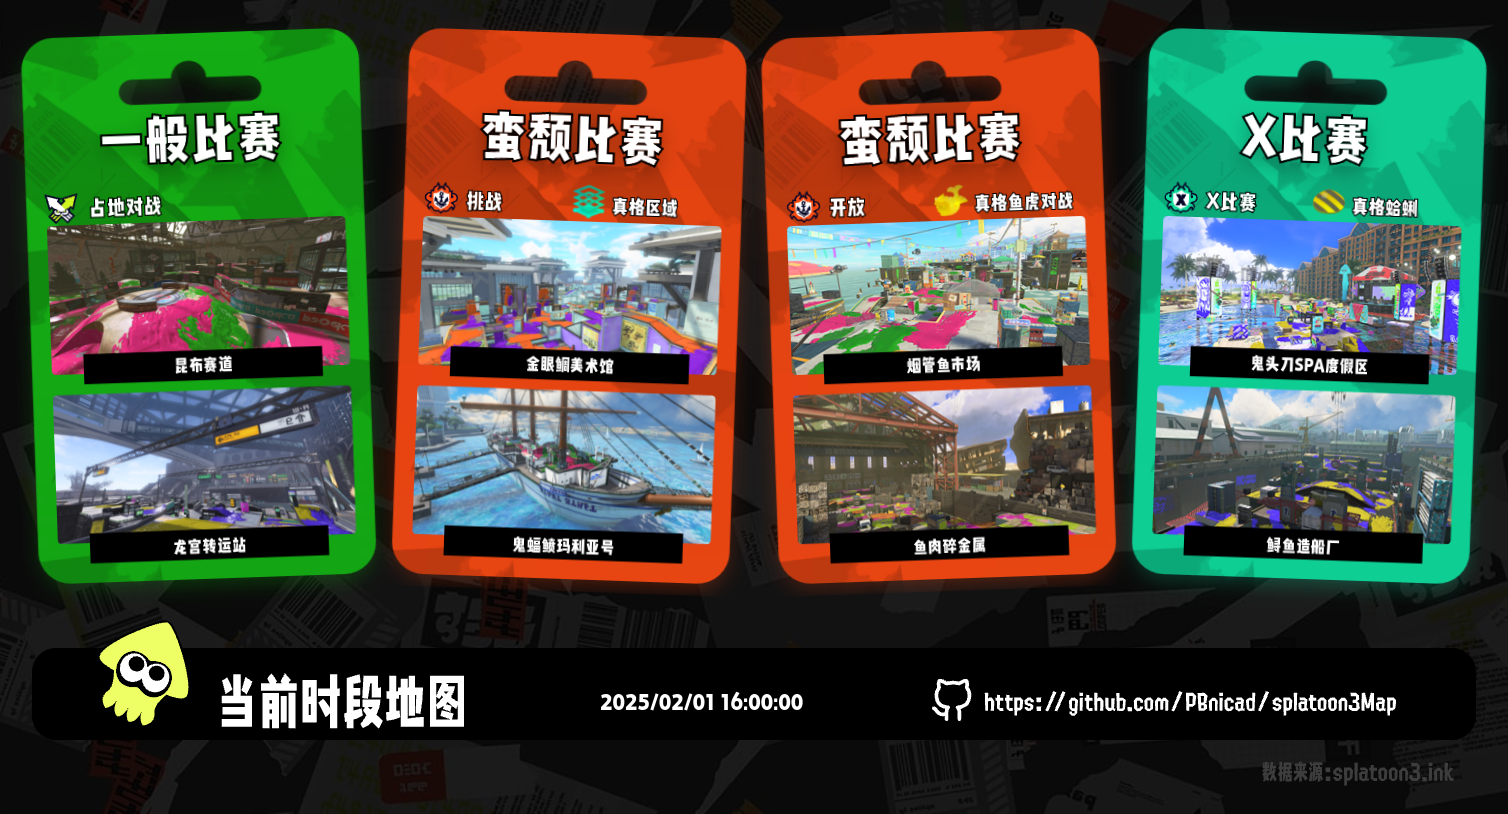 一般比赛
占地对战
昆布赛道
龙宫转运站
蛮颓比赛
挑战
真格区域
金眼鲷美术馆
鬼蝠鲼玛利亚号
蛮颓比赛
开放
真格鱼虎对战
烟管鱼市场
鱼肉碎金属
X比赛
X比赛
真格蛤蜊
鬼头刀SPA度假区
鲟鱼造船厂
当前时段地图
2025/02/01 16:00:00
https://github.com/PBnicad/splatoon3Map
数据来源:splatoon3.ink